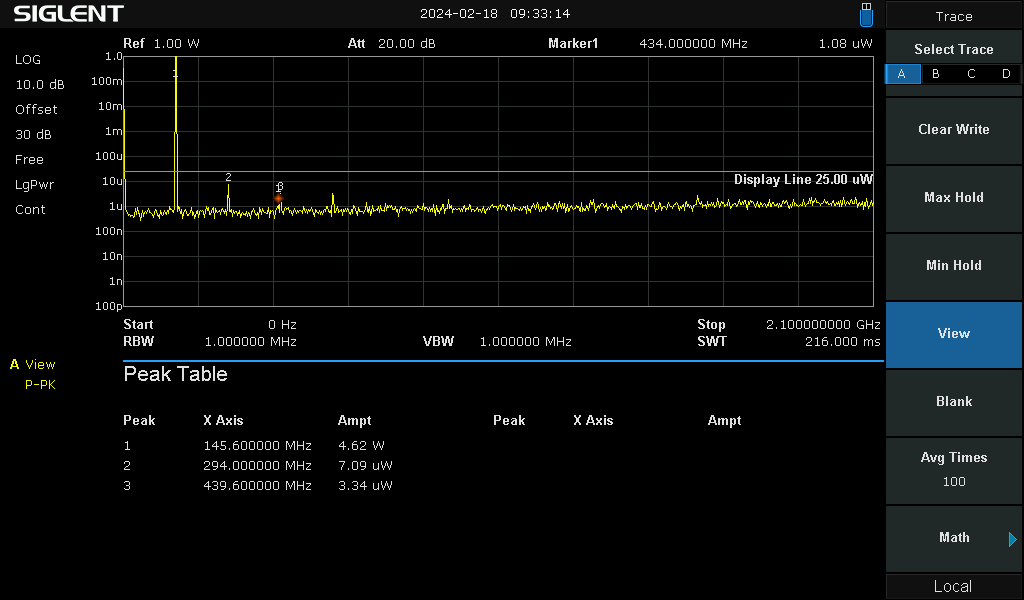 SIGLENT 2024-02-18 09:33:14 Trace
Ref 1.00 W Att 20.00 dB Marker1 434.000000 MHz 1.08 uW
Select Trace
A B C D
LOG
10.0 dB
Offset
30 dB
Free
LgPwr
Cont
1.0
100m
10m
1m
100u
10u
1u
100n
10n
1n
100p
1
2
1
3
Display Line 25.00 uW
Start 0 Hz Stop 2.100000000 GHz
RBW 1.000000 MHz VBW 1.000000 MHz SWT 216.000 ms
A View
P-PK
Peak Table
Peak X Axis Ampt Peak X Axis Ampt
1 145.600000 MHz 4.62 W
2 294.000000 MHz 7.09 uW
3 439.600000 MHz 3.34 uW
Clear Write
Max Hold
Min Hold
View
Blank
Avg Times
100
Math
Local